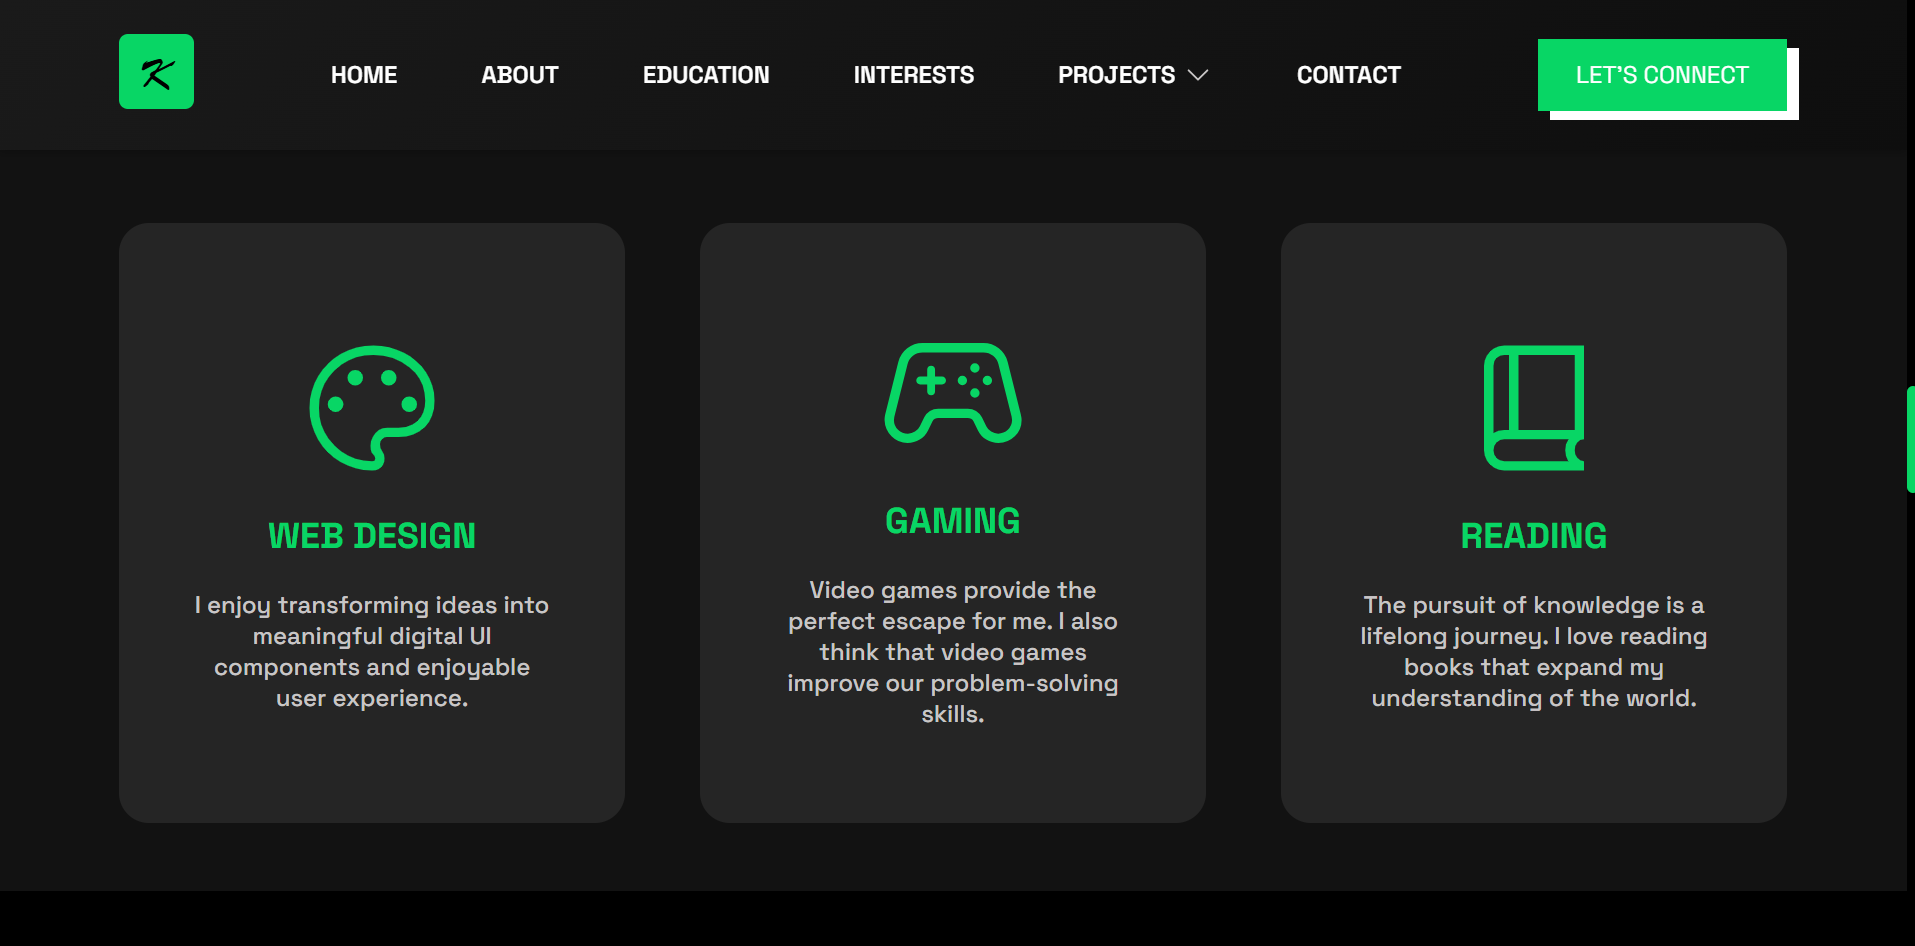 K
HOME ABOUT EDUCATION INTERESTS PROJECTS CONTACT LET'S CONNECT
WEB DESIGN
I enjoy transforming ideas into
meaningful digital UI
components and enjoyable
user experience.
GAMING
Video games provide the
perfect escape for me. I also
think that video games
improve our problem-solving
skills.
READING
The pursuit of knowledge is a
lifelong journey. I love reading
books that expand my
understanding of the world.